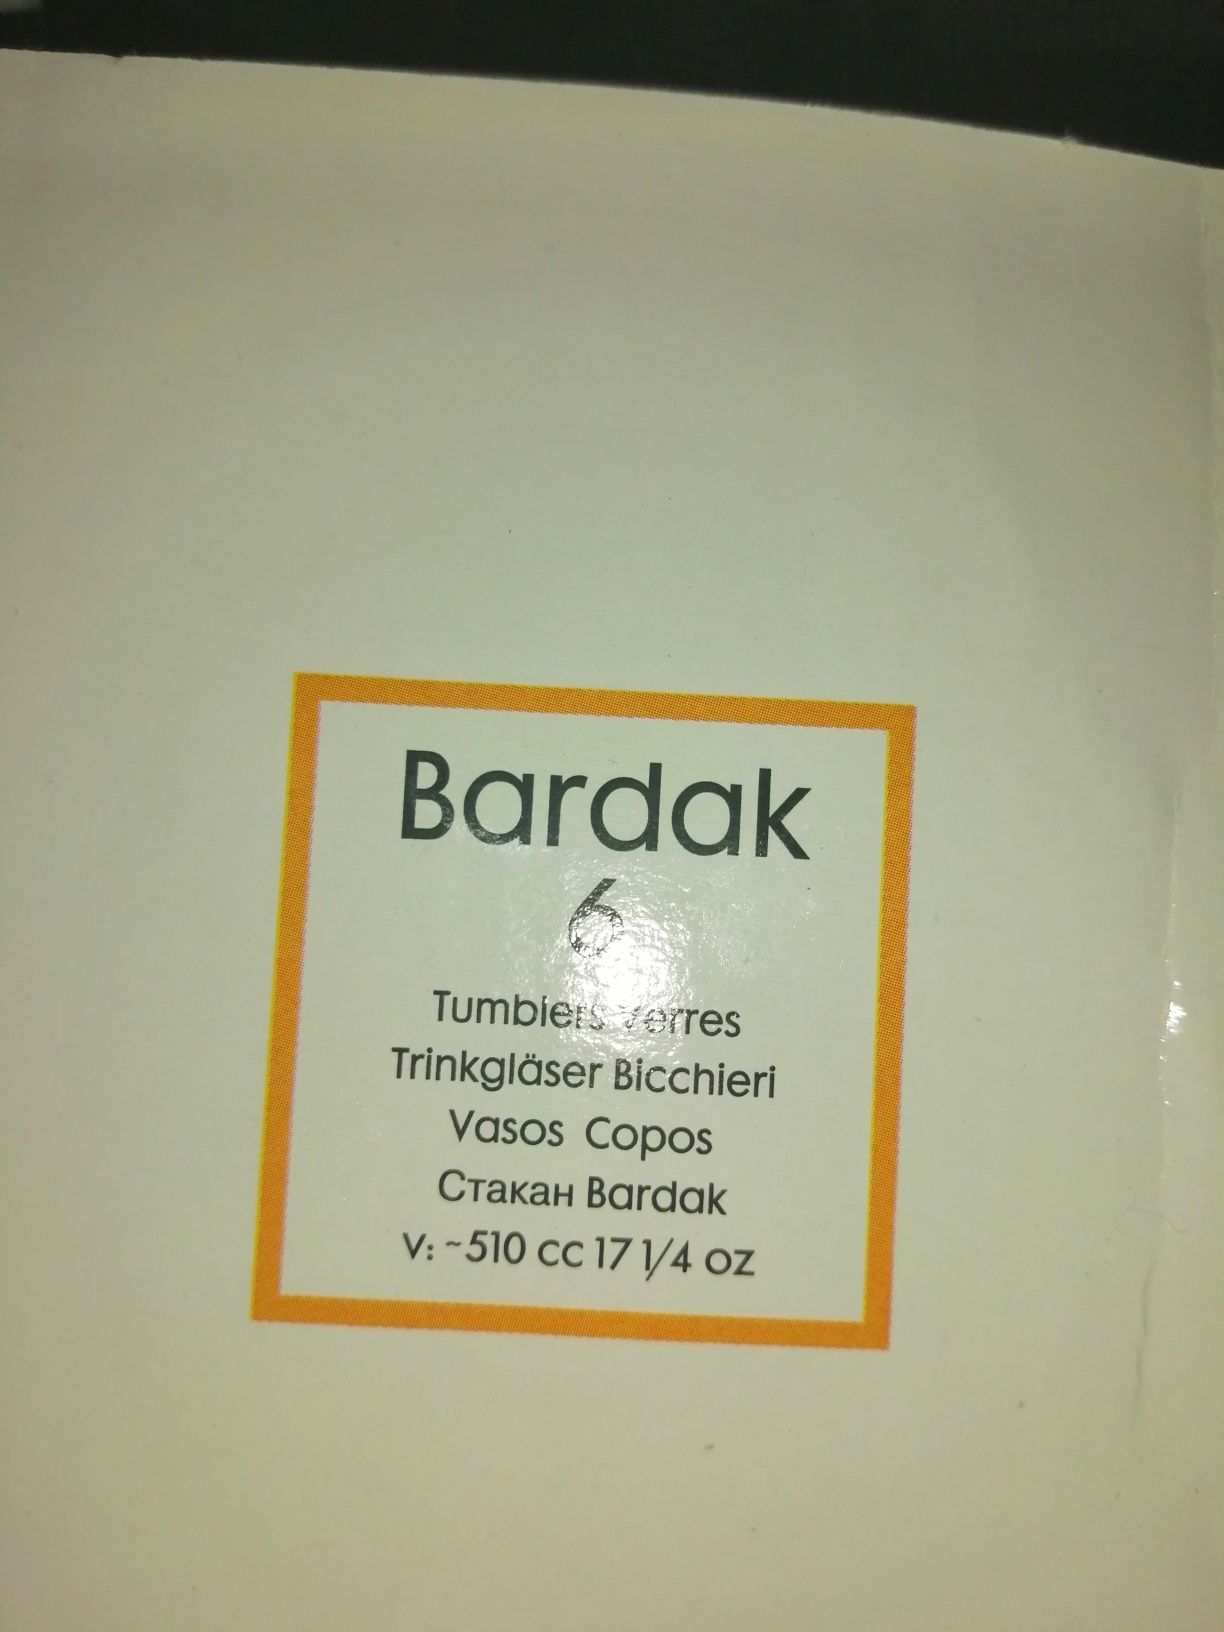 Bardak
6
Tumblers Verres
Trinkgläser Bicchieri
Vasos Copos
Стакан Bardak
V: ~510 cc 17 1/4 oz